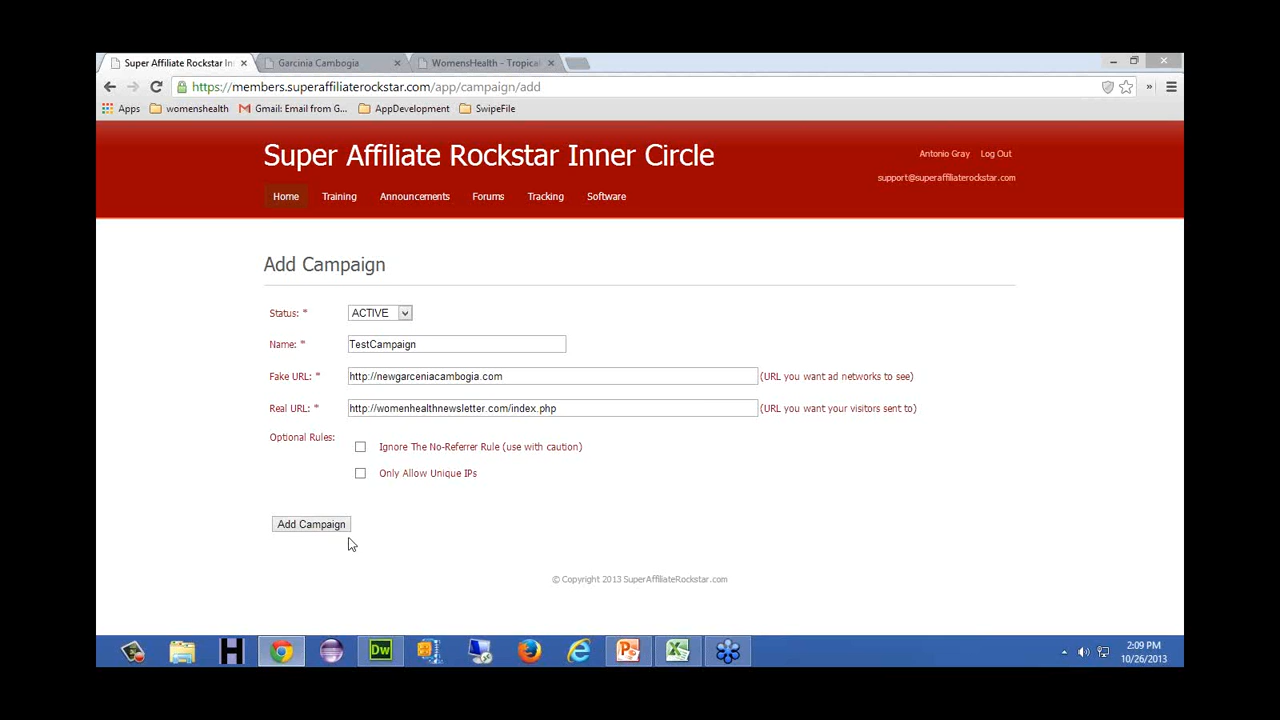 Super Affiliate Rockstar In
Garcinia Cambogia
WomensHealth - Tropical
https://members.superaffiliaterockstar.com/app/campaign/add
Apps womenshealth Gmail: Email from G... AppDevelopment SwipeFile
Super Affiliate Rockstar Inner Circle
Antonio Gray Log Out
support@superaffiliaterockstar.com
Home Training Announcements Forums Tracking Software
Add Campaign
Status: * ACTIVE
Name: * TestCampaign
Fake URL: * http://newgarceniacambogia.com (URL you want ad networks to see)
Real URL: * http://womenhealthnewsletter.com/index.php (URL you want your visitors sent to)
Optional Rules:
Ignore The No-Referrer Rule (use with caution)
Only Allow Unique IPs
Add Campaign
© Copyright 2013 SuperAffiliateRockstar.com
H Dw
2:09 PM
10/26/2013